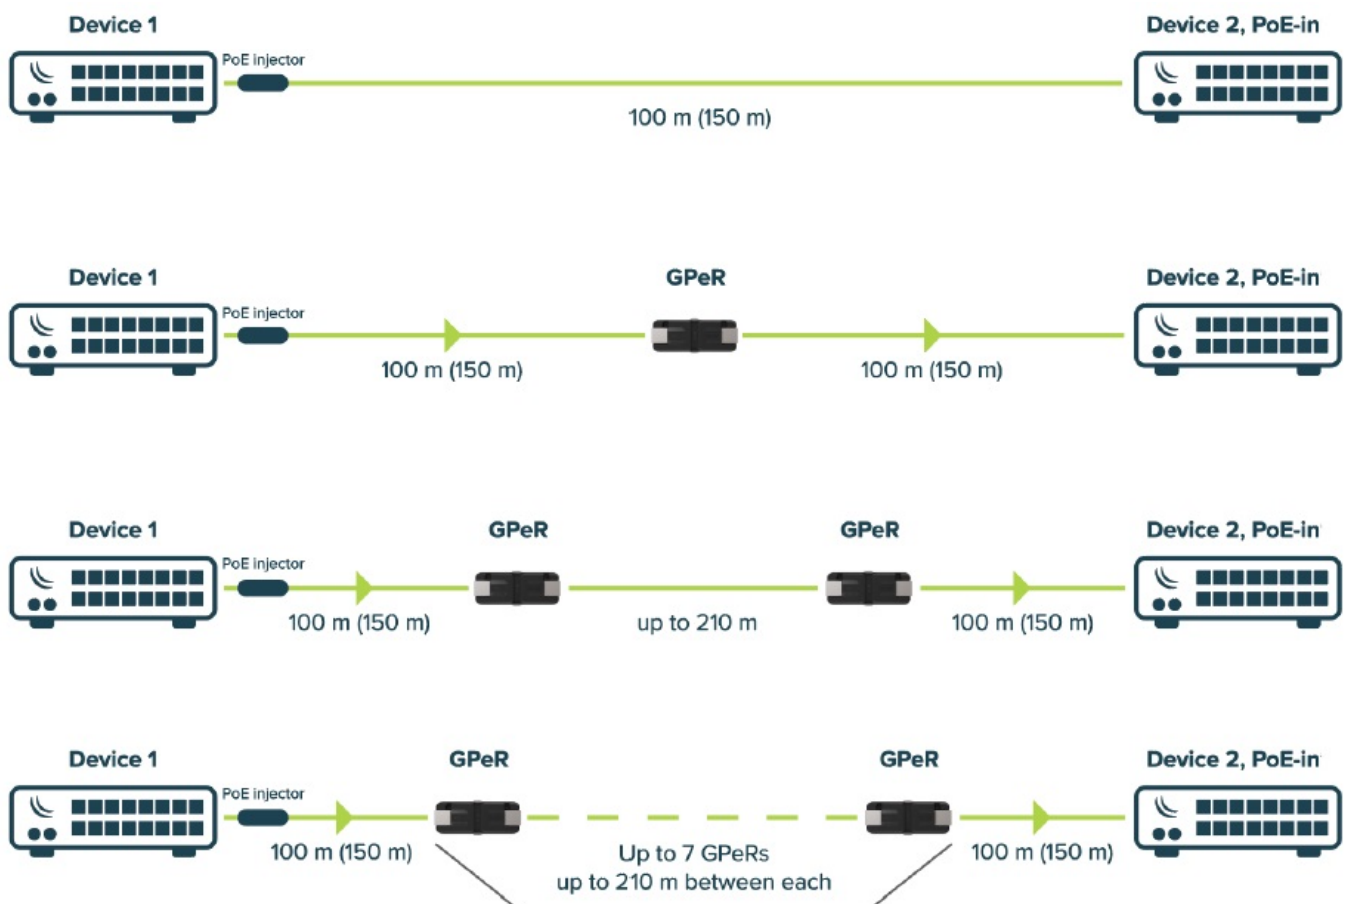 Device 1
Device 2, PoE-in
PoE injector
100 m (150 m)
Device 1
GPeR
Device 2, PoE-in
PoE injector
100 m (150 m)
100 m (150 m)
Device 1
GPeR
GPeR
Device 2, PoE-in
PoE injector
100 m (150 m)
up to 210 m
100 m (150 m)
Device 1
GPeR
GPeR
Device 2, PoE-in
PoE injector
100 m (150 m)
Up to 7 GPeRs
up to 210 m between each
100 m (150 m)